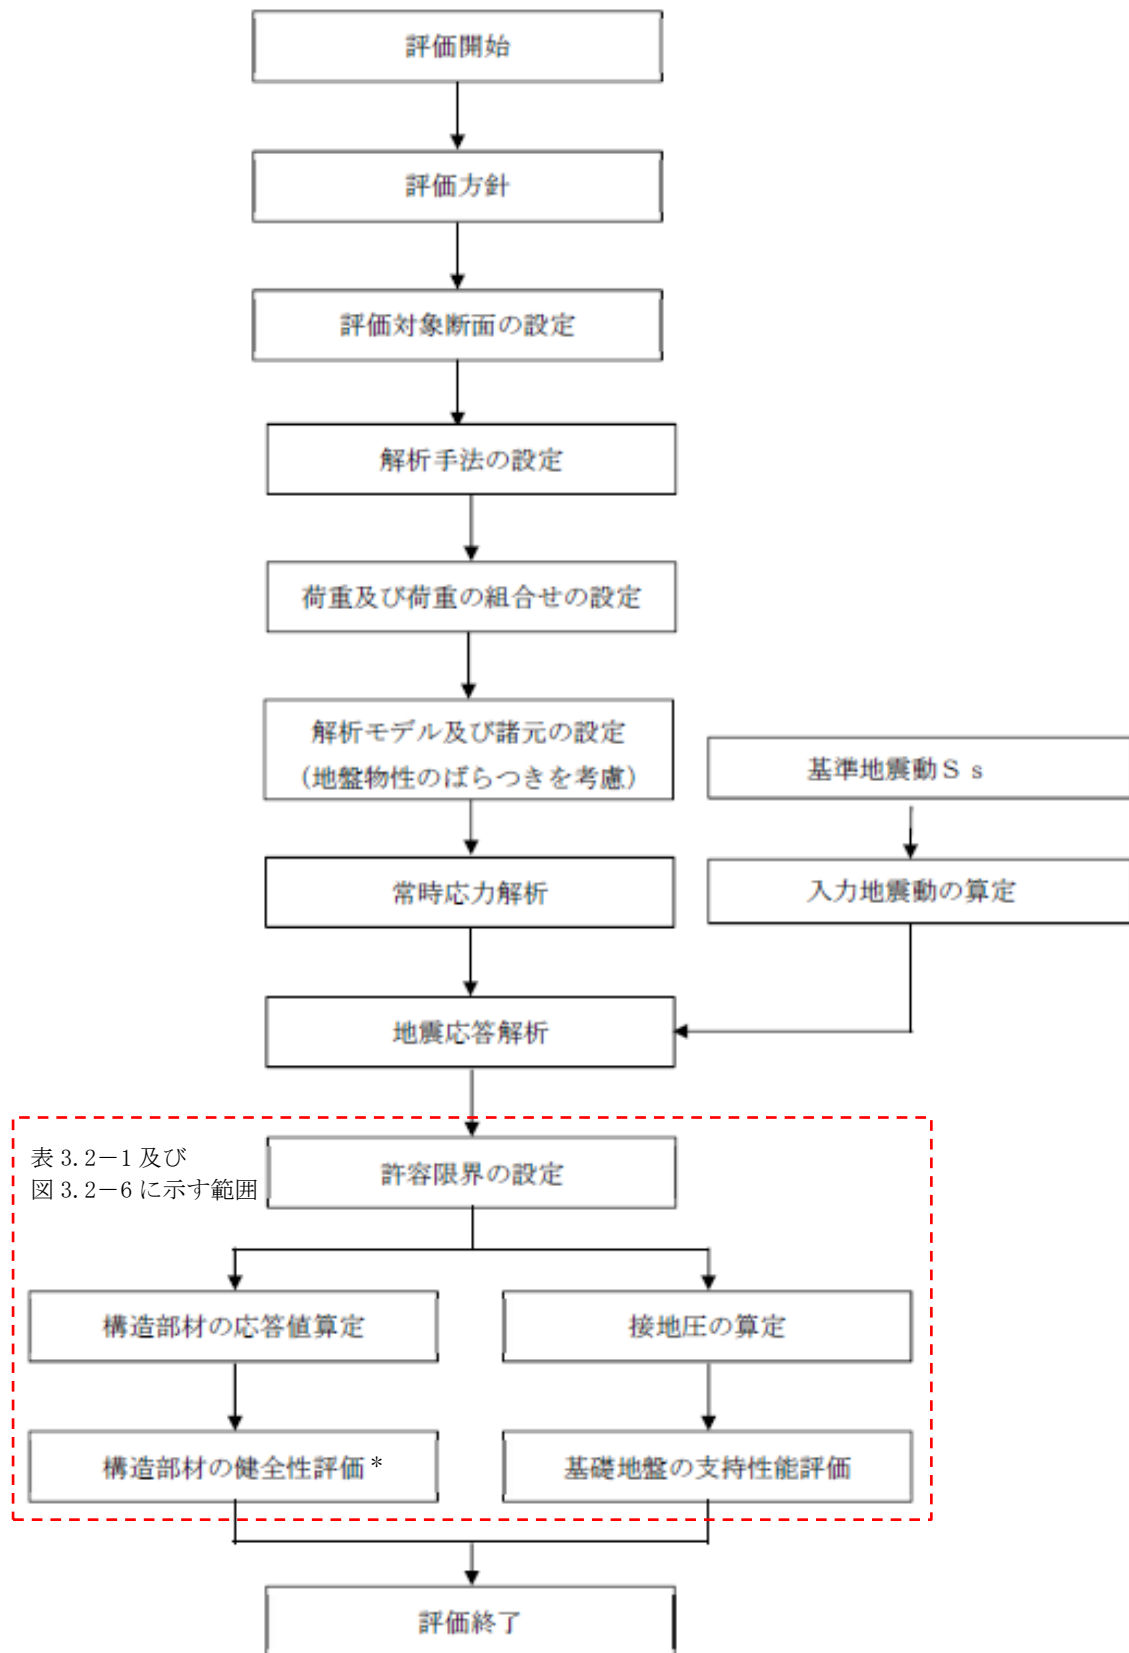 評価開始
評価方針
評価対象断面の設定
解析手法の設定
荷重及び荷重の組合せの設定
解析モデル及び諸元の設定
（地盤物性のばらつきを考慮）
基準地震動Ｓｓ
常時応力解析
入力地震動の算定
地震応答解析
表 3.2－1 及び
図 3.2－6 に示す範囲
許容限界の設定
構造部材の応答値算定
接地圧の算定
構造部材の健全性評価*
基礎地盤の支持性能評価
評価終了